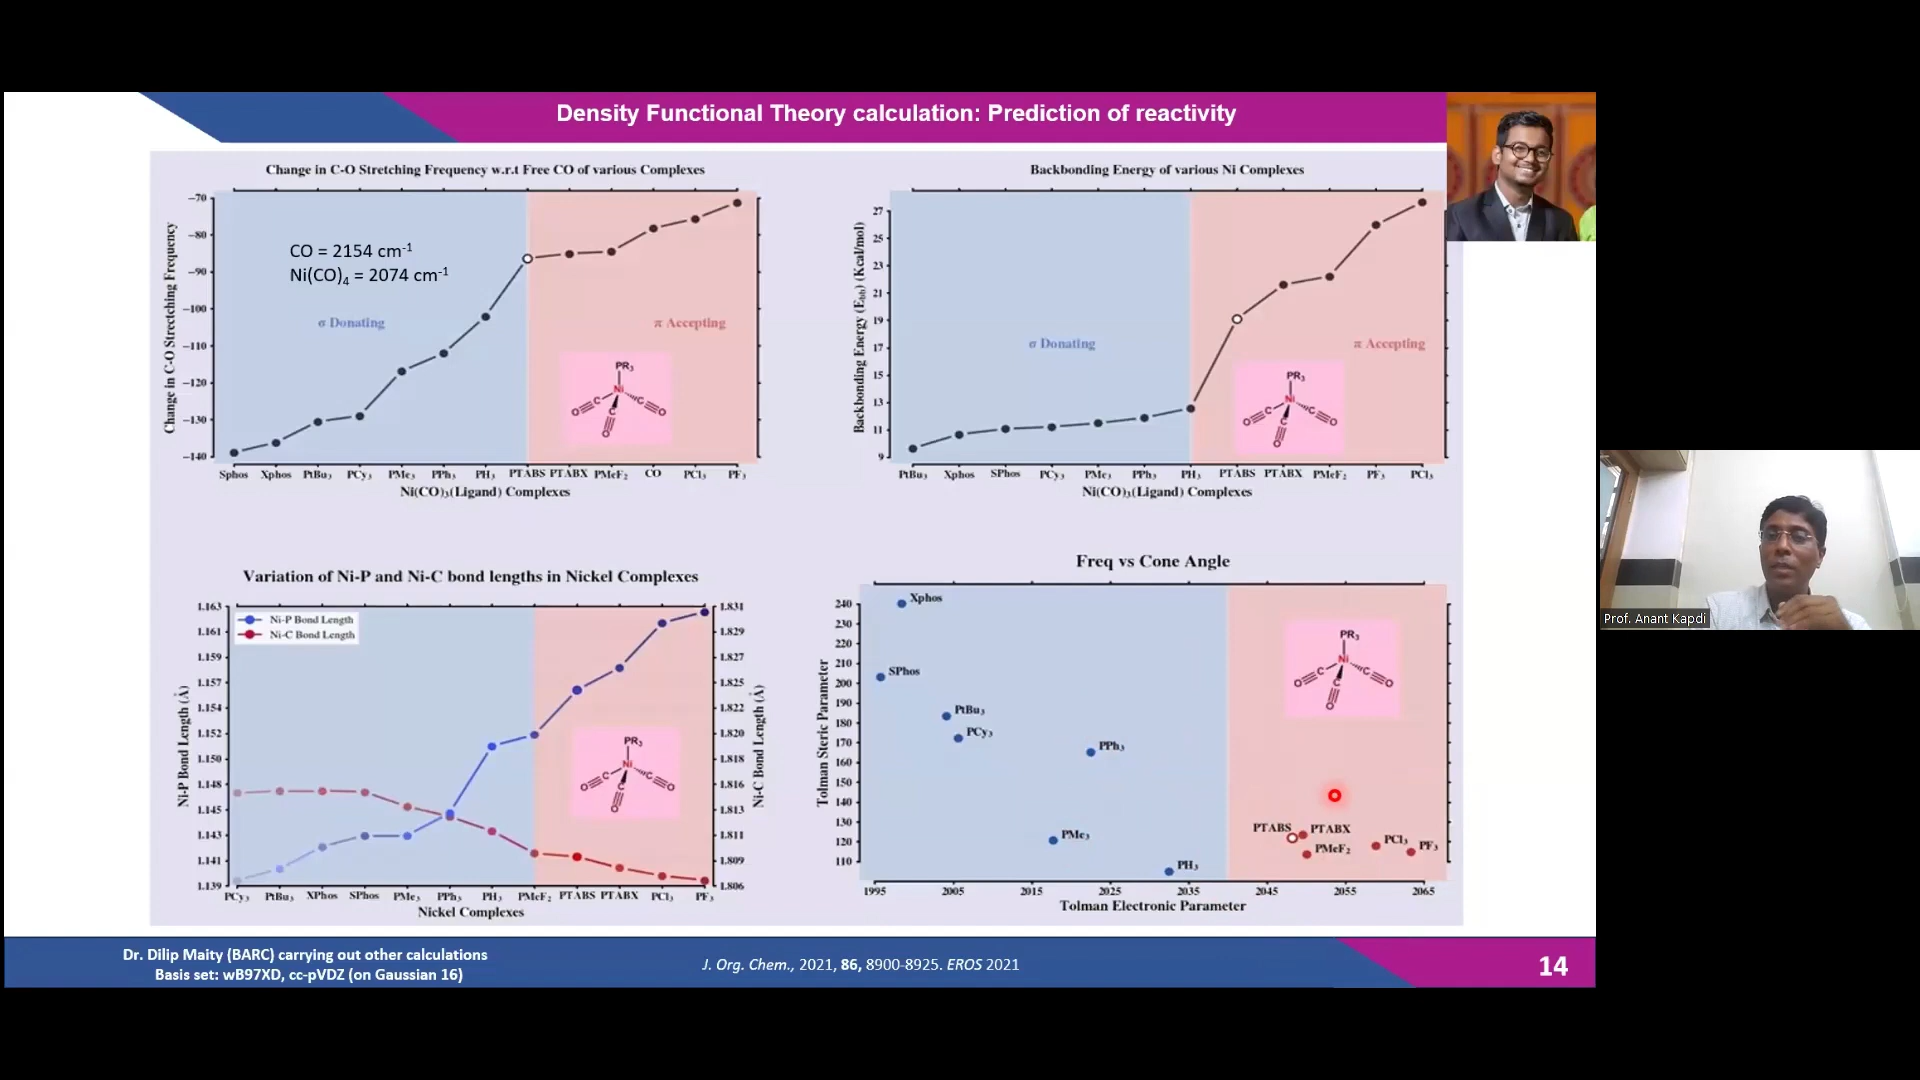 Density Functional Theory calculation: Prediction of reactivity
Change in C-O Stretching Frequency w.r.t Free CO of various Complexes
Change in C-O Strectching Frequency
−70
−80
−90
−100
−110
−120
−130
−140
CO = 2154 cm-1
Ni(CO)4 = 2074 cm-1
σ Donating
π Accepting
PR3
Ni
C C C
O O O
Sphos Xphos PtBu3 PCy3 PMe3 PPh3 PH3 PTABS PTABX PMeF2 CO PCl3 PF3
Ni(CO)3(Ligand) Complexes
Backbonding Energy of various Ni Complexes
Backbonding Energy (Ebb) (Kcal/mol)
27
25
23
21
19
17
15
13
11
9
σ Donating
π Accepting
PR3
Ni
C C C
O O O
PtBu3 Xphos SPhos PCy3 PMe3 PPh3 PH3 PTABS PTABX PMeF2 PF3 PCl3
Ni(CO)3(Ligand) Complexes
Variation of Ni-P and Ni-C bond lengths in Nickel Complexes
Ni-P Bond Length (Å)
1.163
1.161
1.159
1.157
1.154
1.152
1.150
1.148
1.145
1.143
1.141
1.139
Ni-P Bond Length
Ni-C Bond Length
PR3
Ni
C C C
O O O
1.831
1.829
1.827
1.825
1.822
1.820
1.818
1.816
1.813
1.811
1.809
1.806
Ni-C Bond Length (Å)
PCy3 PtBu3 XPhos SPhos PMe3 PPh3 PH3 PMeF2 PTABS PTABX PCl3 PF3
Nickel Complexes
Freq vs Cone Angle
Tolman Steric Parameter
240
230
220
210
200
190
180
170
160
150
140
130
120
110
Xphos
SPhos
PtBu3
PCy3
PPh3
PMe3
PH3
PR3
Ni
C C C
O O O
PTABS PTABX
PMeF2
PCl3 PF3
1995 2005 2015 2025 2035 2045 2055 2065
Tolman Electronic Parameter
Prof. Anant Kapdi
Dr. Dilip Maity (BARC) carrying out other calculations
Basis set: wB97XD, cc-pVDZ (on Gaussian 16)
J. Org. Chem., 2021, 86, 8900-8925. EROS 2021
14